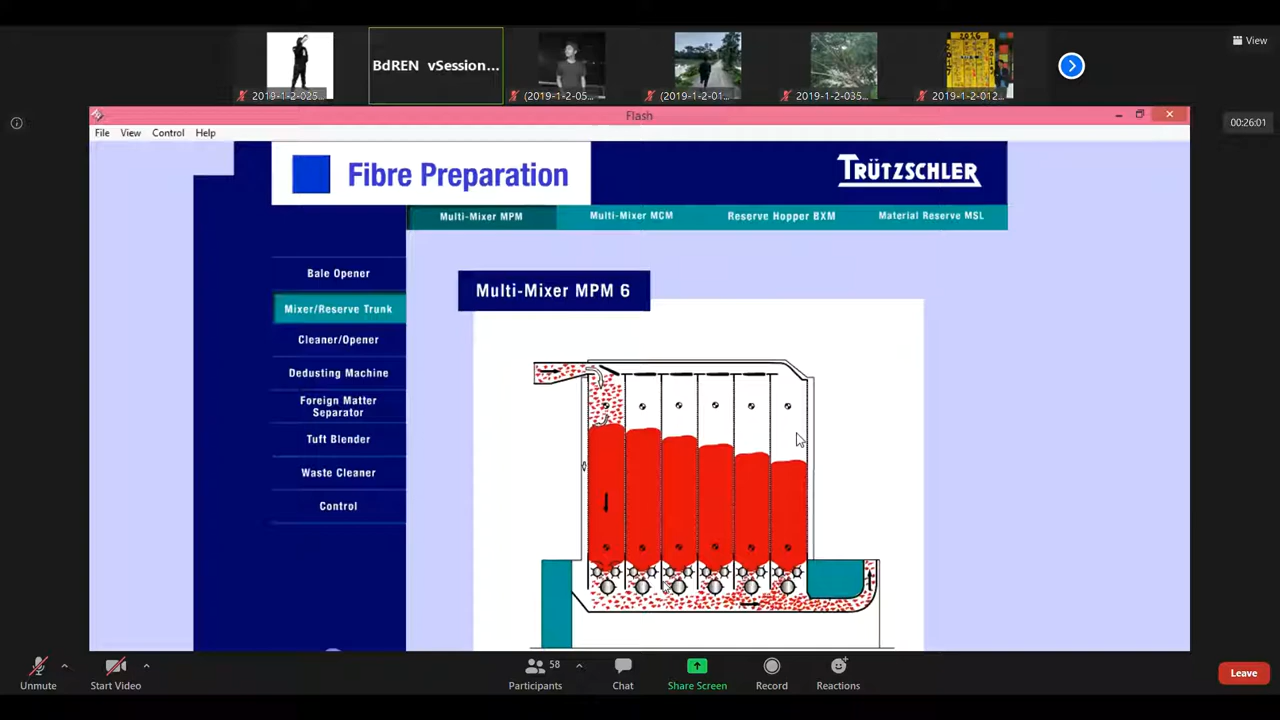 View
BdREN vSession...
2019-1-2-025...
(2019-1-2-05...
(2019-1-2-01...
2019-1-2-035...
2019-1-2-012...
Flash
00:26:01
File View Control Help
Fibre Preparation
TRÜTZSCHLER
Multi-Mixer MPM
Multi-Mixer MCM
Reserve Hopper BXM
Material Reserve MSL
Bale Opener
Mixer/Reserve Trunk
Cleaner/Opener
Dedusting Machine
Foreign Matter
Separator
Tuft Blender
Waste Cleaner
Control
Multi-Mixer MPM 6
58
Unmute
Start Video
Participants
Chat
Share Screen
Record
Reactions
Leave